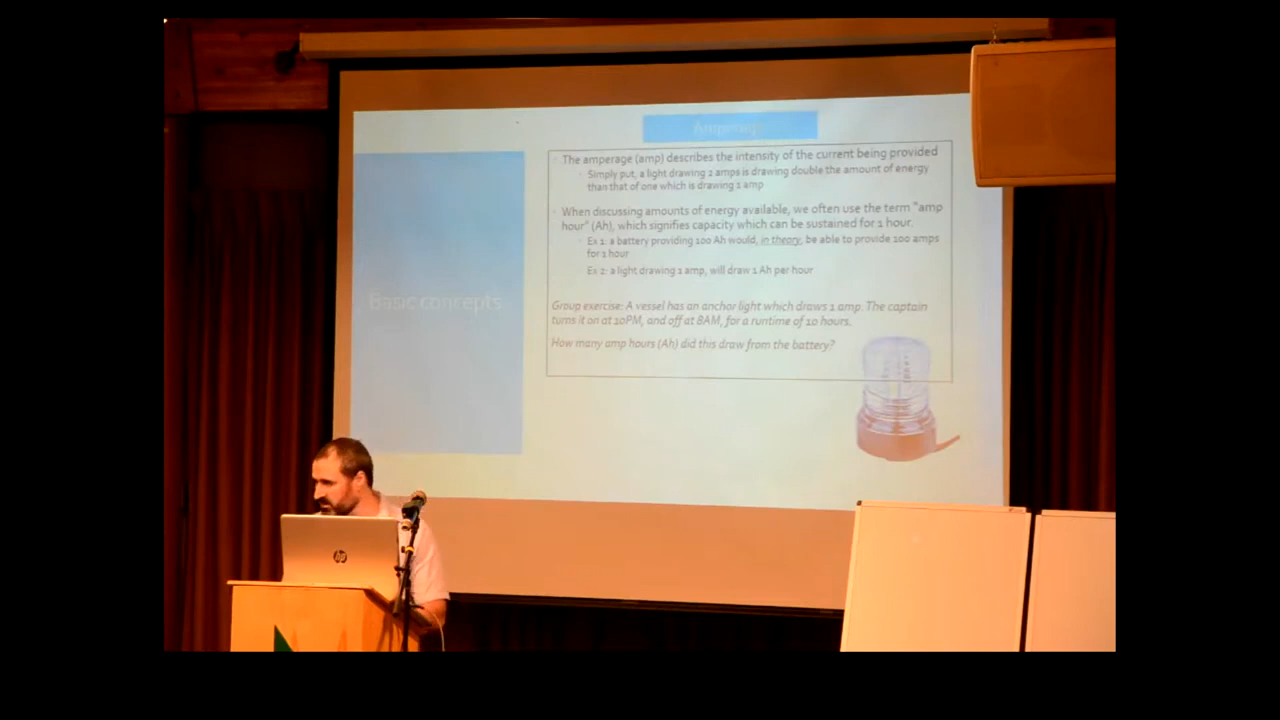 Amperage
The amperage (amp) describes the intensity of the current being provided
Simply put, a light drawing 2 amps is drawing double the amount of energy
than that of one which is drawing 1 amp
When discussing amounts of energy available, we often use the term "amp
hour" (Ah), which signifies capacity which can be sustained for 1 hour.
Ex 1: a battery providing 100 Ah would, in theory, be able to provide 100 amps
for 1 hour
Ex 2: a light drawing 1 amp, will draw 1 Ah per hour
Basic concepts
Group exercise: A vessel has an anchor light which draws 1 amp. The captain
turns it on at 10PM, and off at 8AM, for a runtime of 10 hours.
How many amp hours (Ah) did this draw from the battery?
hp